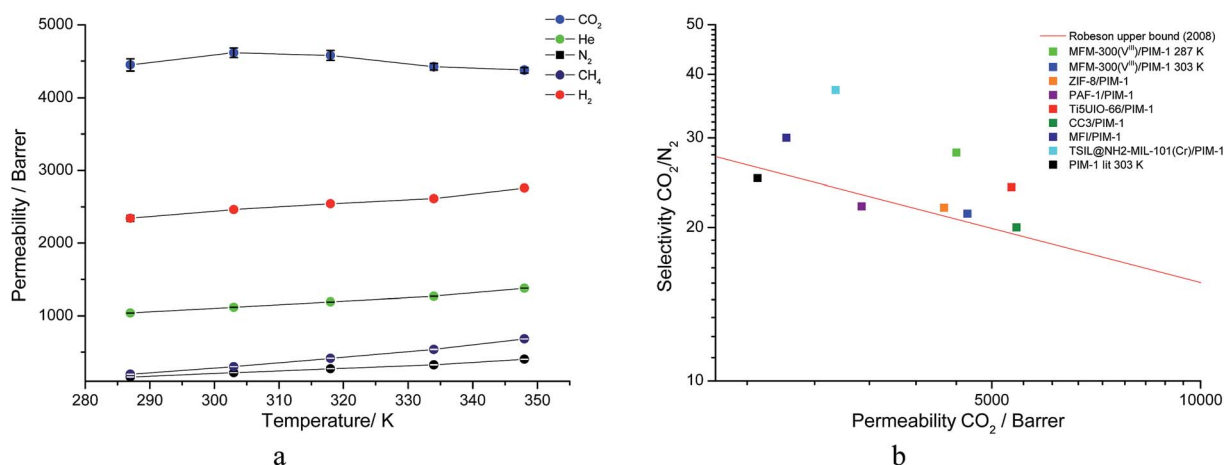 5000
4000
3000
2000
1000
280 290 300 310 320 330 340 350
Permeability / Barrer
Temperature/ K
CO₂
He
N₂
CH₄
H₂
a
50
40
30
20
10
5000 10000
Selectivity CO₂/N₂
Permeability CO₂ / Barrer
Robeson upper bound (2008)
MFM-300(Vᴵᴵᴵ)/PIM-1 287 K
MFM-300(Vᴵᴵᴵ)/PIM-1 303 K
ZIF-8/PIM-1
PAF-1/PIM-1
Ti5UIO-66/PIM-1
CC3/PIM-1
MFI/PIM-1
TSIL@NH2-MIL-101(Cr)/PIM-1
PIM-1 lit 303 K
b